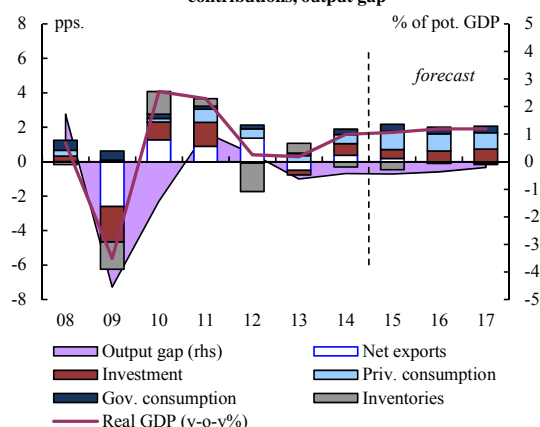 contributions, output gap
pps. % of pot. GDP
8 5
6 4
4 3
2 2
0 1
-2 0
-4 -1
-6 -2
-8 -3
-4
-5
forecast
08 09 10 11 12 13 14 15 16 17
Output gap (rhs) Net exports
Investment Priv. consumption
Gov. consumption Inventories
Real GDP (y-o-y%)